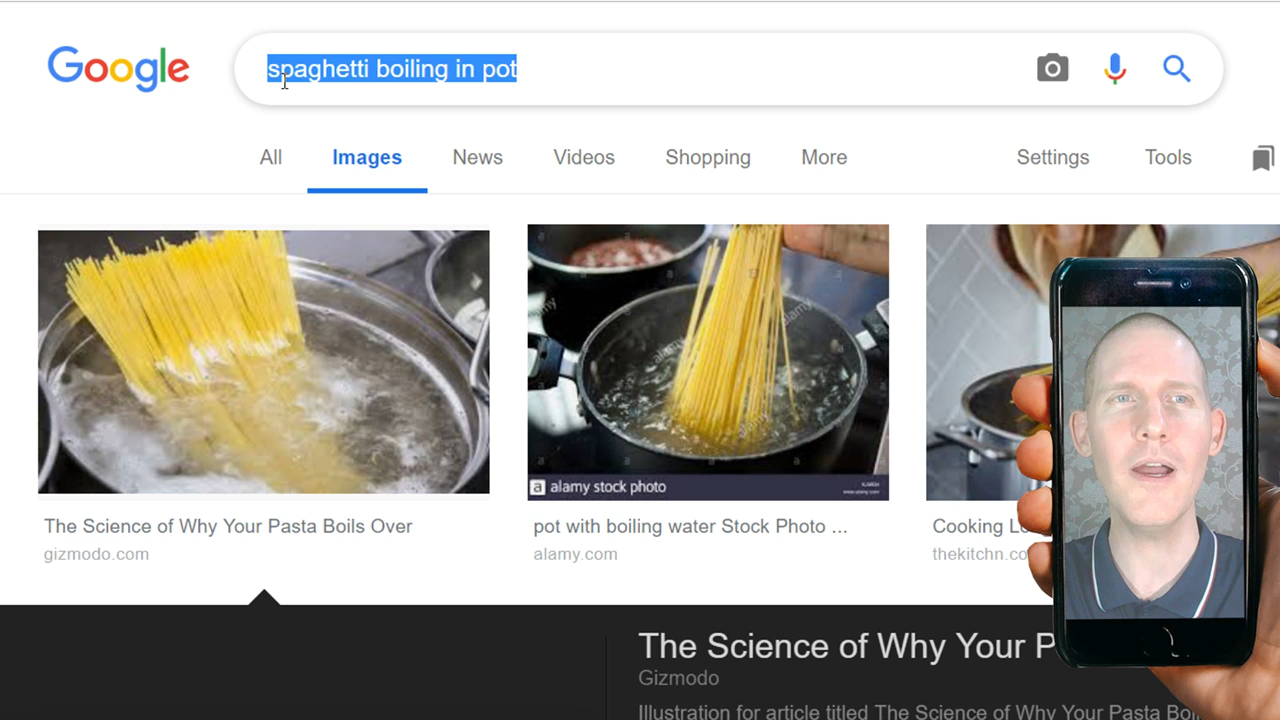 Google
spaghetti boiling in pot
All Images News Videos Shopping More Settings Tools
a alamy stock photo
The Science of Why Your Pasta Boils Over
gizmodo.com
pot with boiling water Stock Photo ...
alamy.com
Cooking
thekitchn.co
The Science of Why Your P
Gizmodo
Illustration for article titled The Science of Why Your Pasta Boi